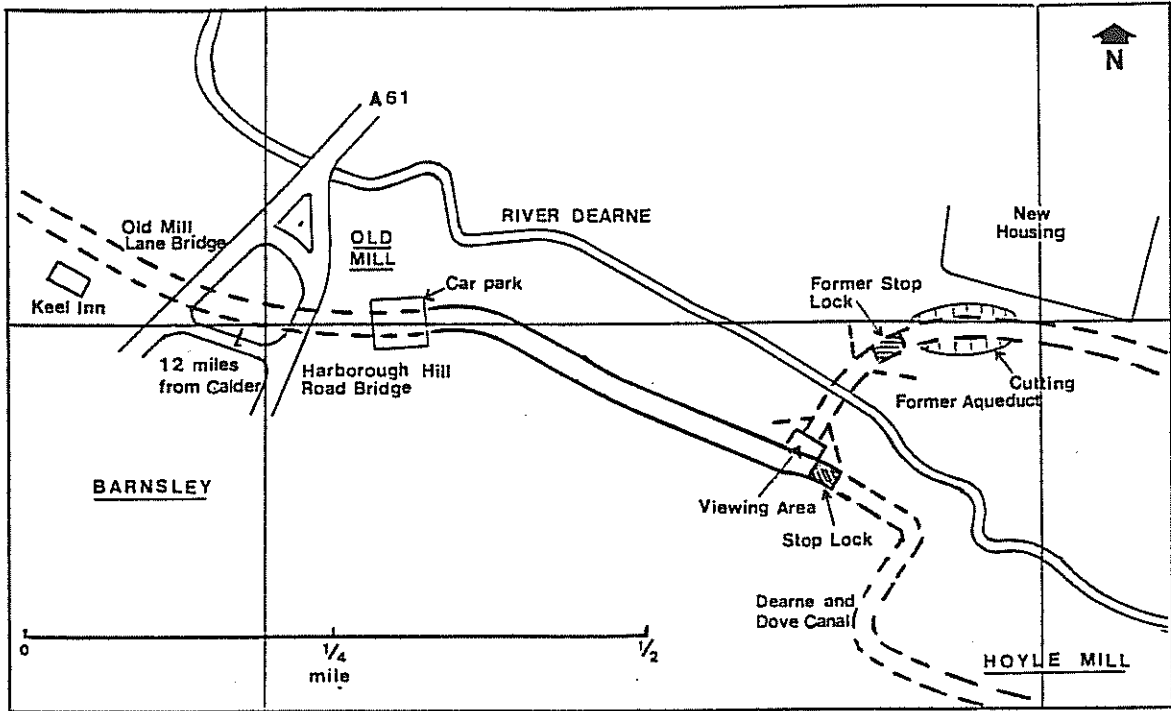 N
A61
Old Mill
Lane Bridge
Keel Inn
OLD
MILL
RIVER DEARNE
New
Housing
Car park
Former Stop
Lock
12 miles
from Calder
Harborough Hill
Road Bridge
Cutting
Former Aqueduct
BARNSLEY
Viewing Area
Stop Lock
Dearne and
Dove Canal
HOYLE MILL
0
1/4
1/2
mile